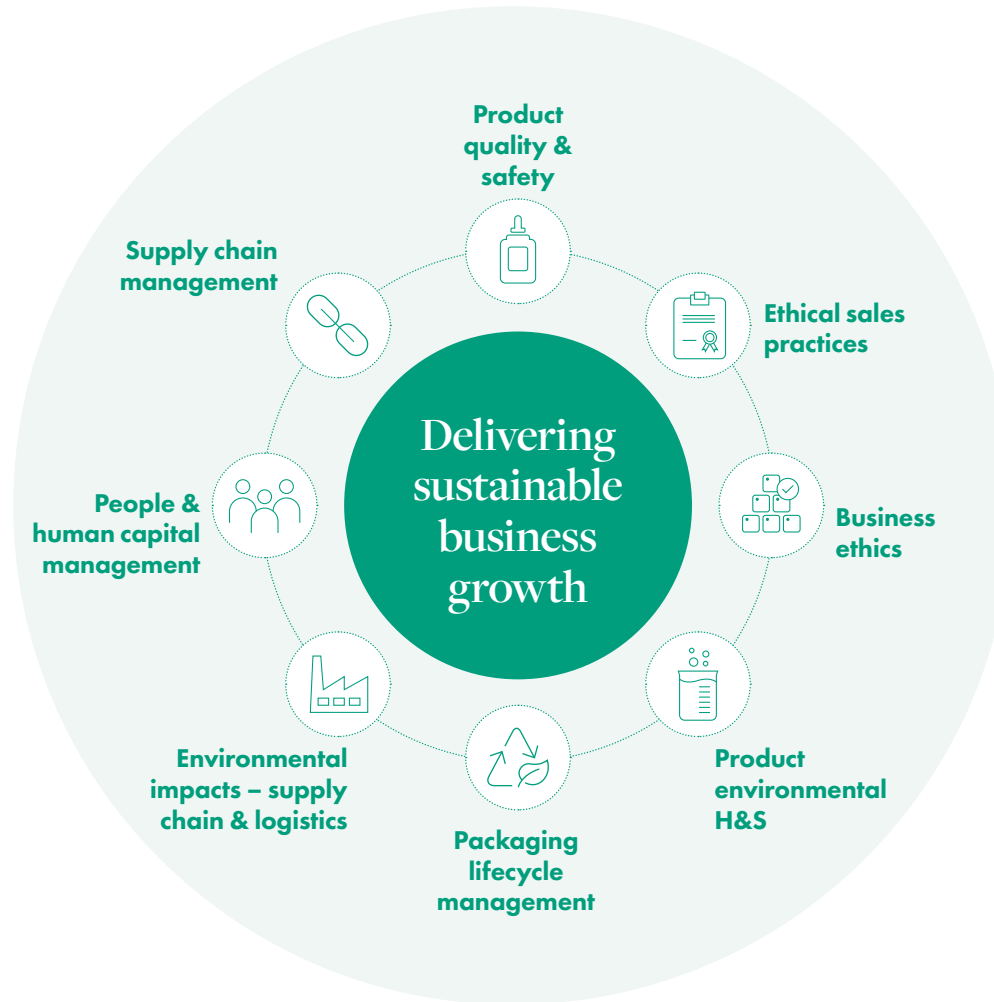 Product
quality &
safety
Supply chain
management
Ethical sales
practices
Delivering
sustainable
business
growth
People &
human capital
management
Business
ethics
Environmental
impacts – supply
chain & logistics
Product
environmental
H&S
Packaging
lifecycle
management